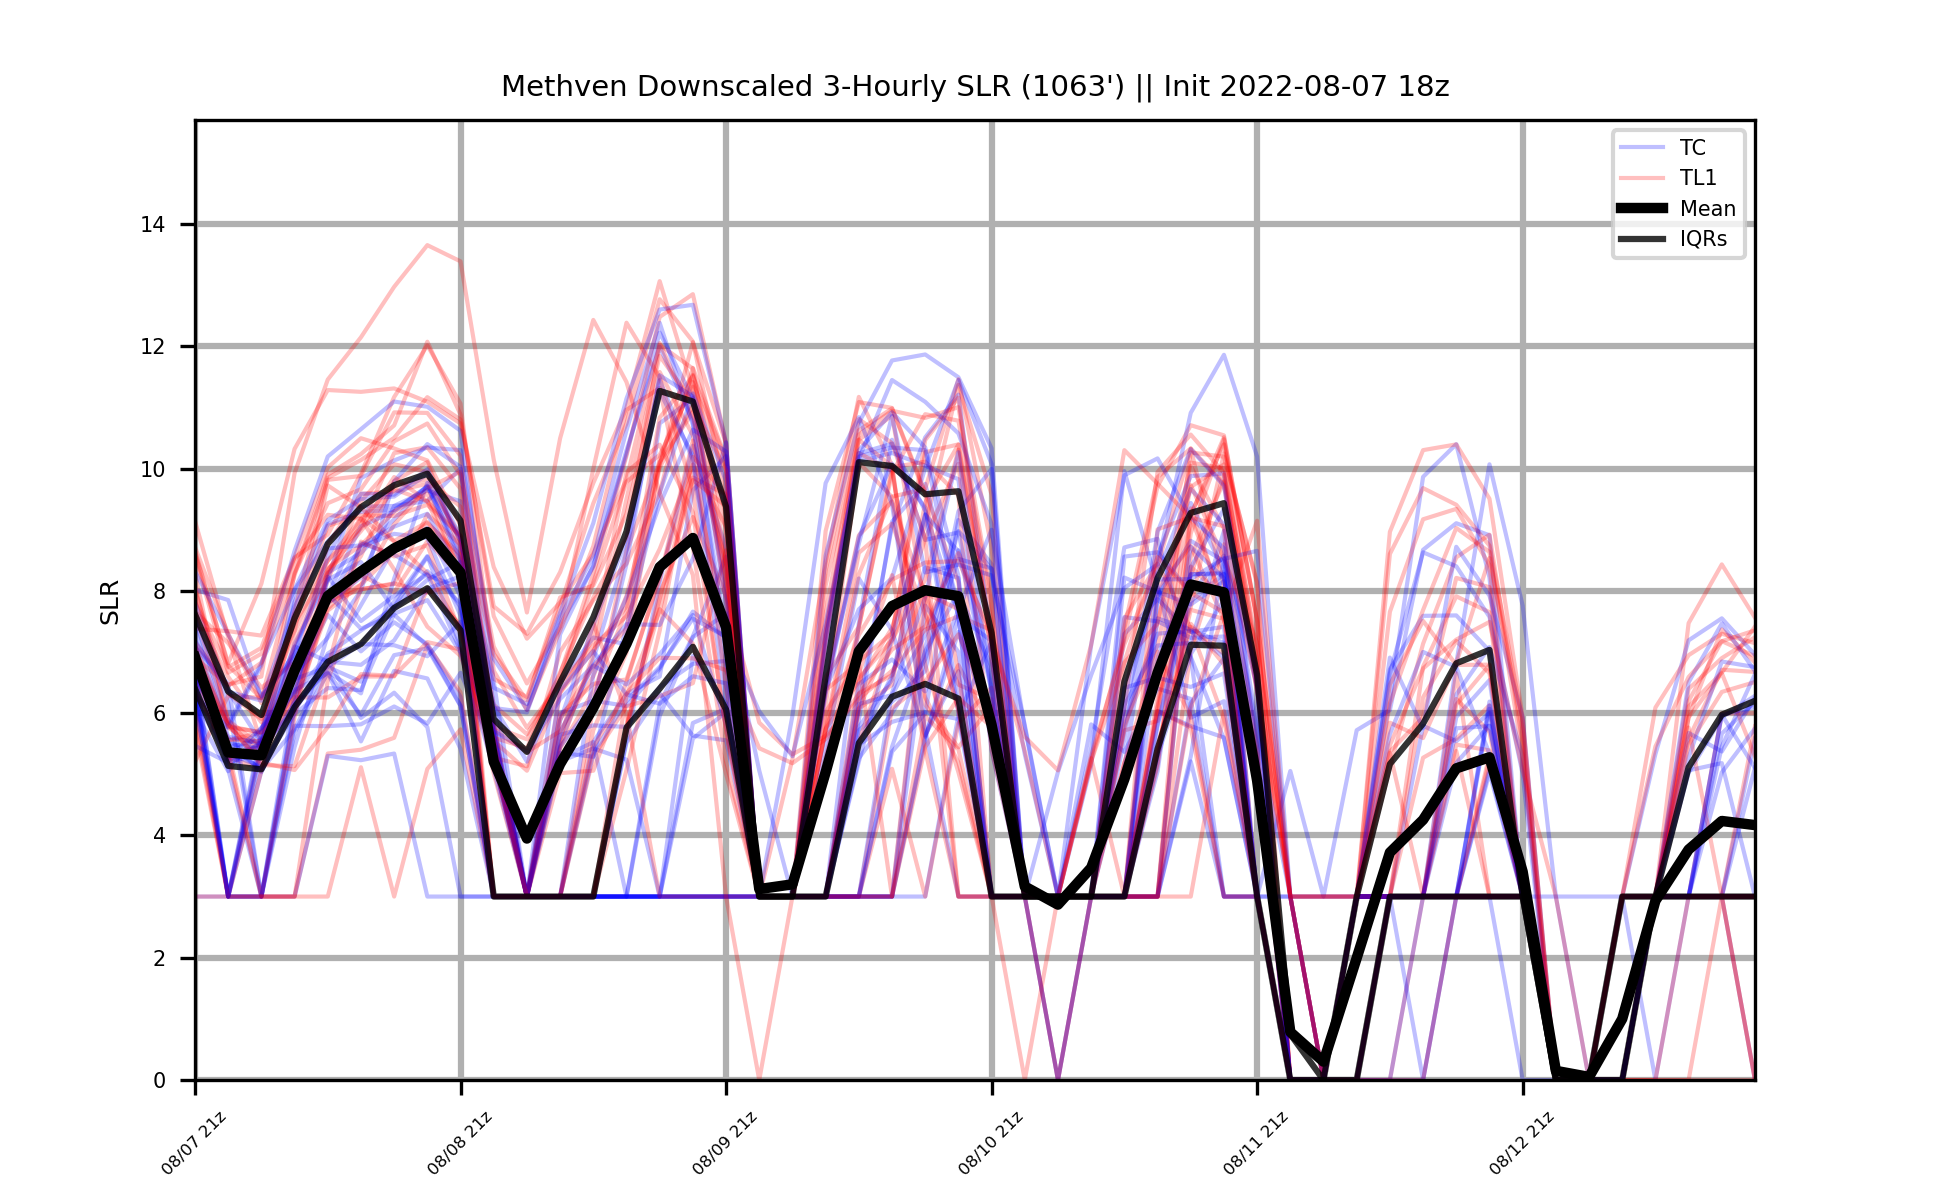 Methven Downscaled 3-Hourly SLR (1063') || Init 2022-08-07 18z
TC
TL1
Mean
IQRs
SLR
14
12
10
8
6
4
2
0
08/07 21z
08/08 21z
08/09 21z
08/10 21z
08/11 21z
08/12 21z